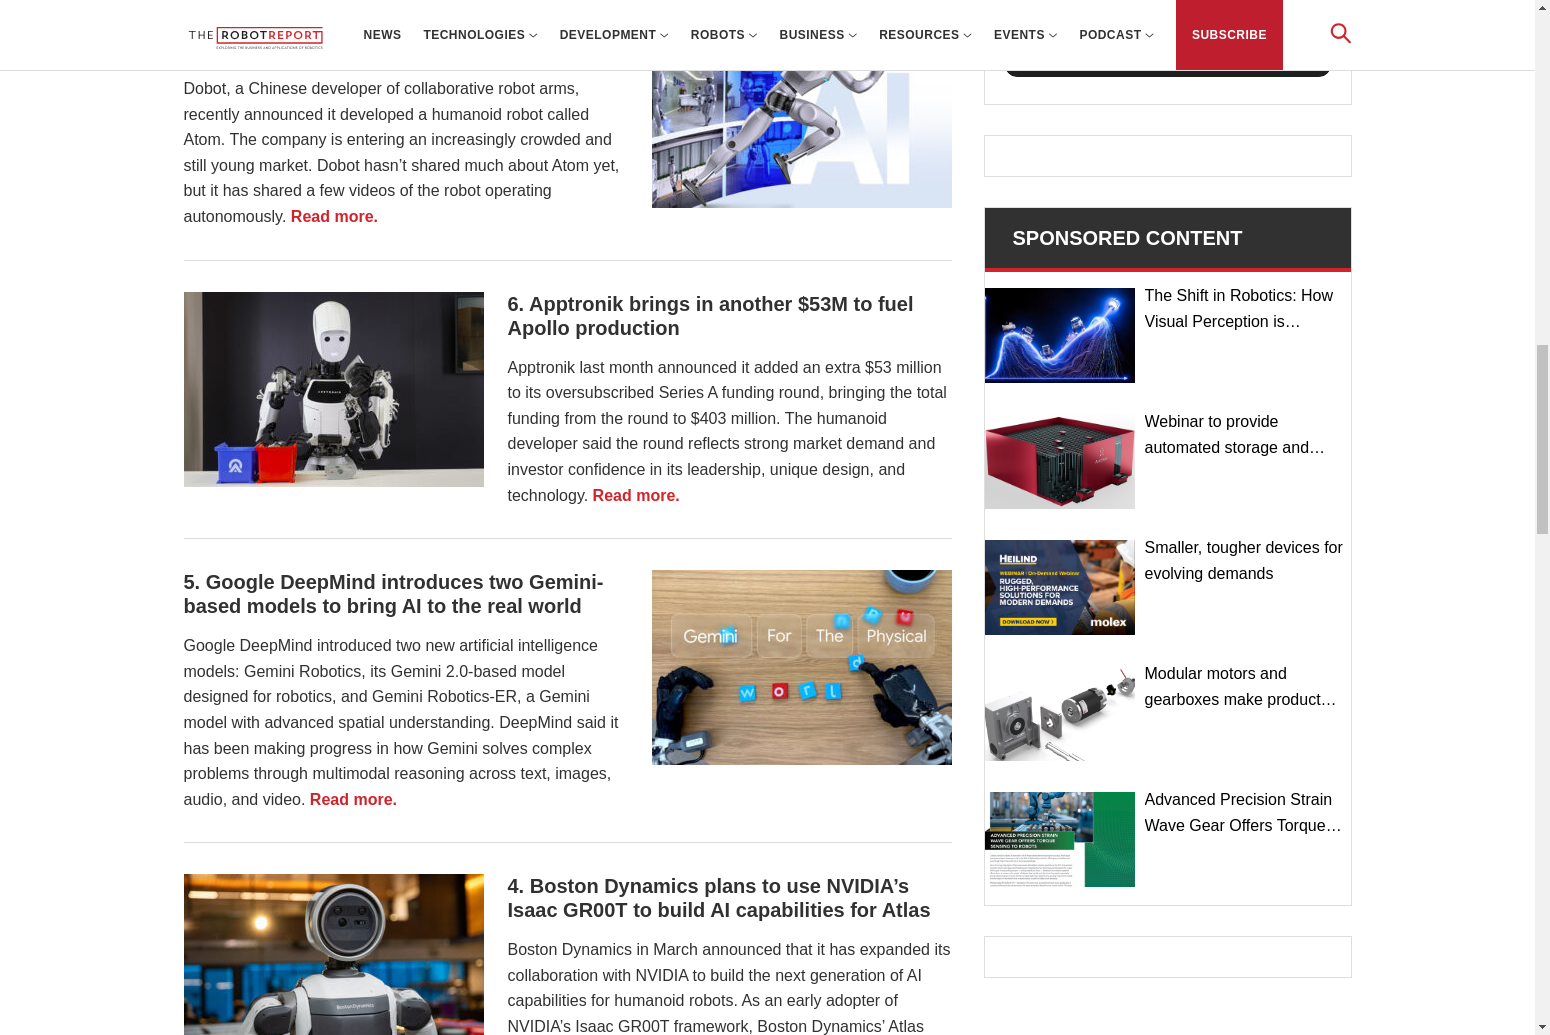 THE ROBOTREPORT
EXPLORING THE BUSINESS AND APPLICATIONS OF ROBOTICS
NEWS
TECHNOLOGIES
DEVELOPMENT
ROBOTS
BUSINESS
RESOURCES
EVENTS
PODCAST
SUBSCRIBE
Dobot, a Chinese developer of collaborative robot arms,
recently announced it developed a humanoid robot called
Atom. The company is entering an increasingly crowded and
still young market. Dobot hasn’t shared much about Atom yet,
but it has shared a few videos of the robot operating
autonomously. Read more.
AI
6. Apptronik brings in another $53M to fuel
Apollo production
Apptronik last month announced it added an extra $53 million
to its oversubscribed Series A funding round, bringing the total
funding from the round to $403 million. The humanoid
developer said the round reflects strong market demand and
investor confidence in its leadership, unique design, and
technology. Read more.
APPTRONIK
5. Google DeepMind introduces two Gemini-
based models to bring AI to the real world
Google DeepMind introduced two new artificial intelligence
models: Gemini Robotics, its Gemini 2.0-based model
designed for robotics, and Gemini Robotics-ER, a Gemini
model with advanced spatial understanding. DeepMind said it
has been making progress in how Gemini solves complex
problems through multimodal reasoning across text, images,
audio, and video. Read more.
Gemini For The Physical
w o r l d
4. Boston Dynamics plans to use NVIDIA’s
Isaac GR00T to build AI capabilities for Atlas
Boston Dynamics in March announced that it has expanded its
collaboration with NVIDIA to build the next generation of AI
capabilities for humanoid robots. As an early adopter of
NVIDIA’s Isaac GR00T framework, Boston Dynamics’ Atlas
BostonDynamics
SPONSORED CONTENT
The Shift in Robotics: How
Visual Perception is…
Webinar to provide
automated storage and…
Smaller, tougher devices for
evolving demands
HEILIND
WEBINAR: On-Demand Webinar
RUGGED,
HIGH-PERFORMANCE
SOLUTIONS FOR
MODERN DEMANDS
DOWNLOAD NOW
molex
Modular motors and
gearboxes make product…
Advanced Precision Strain
Wave Gear Offers Torque…
ADVANCED PRECISION STRAIN
WAVE GEAR OFFERS TORQUE
SENSING TO ROBOTS